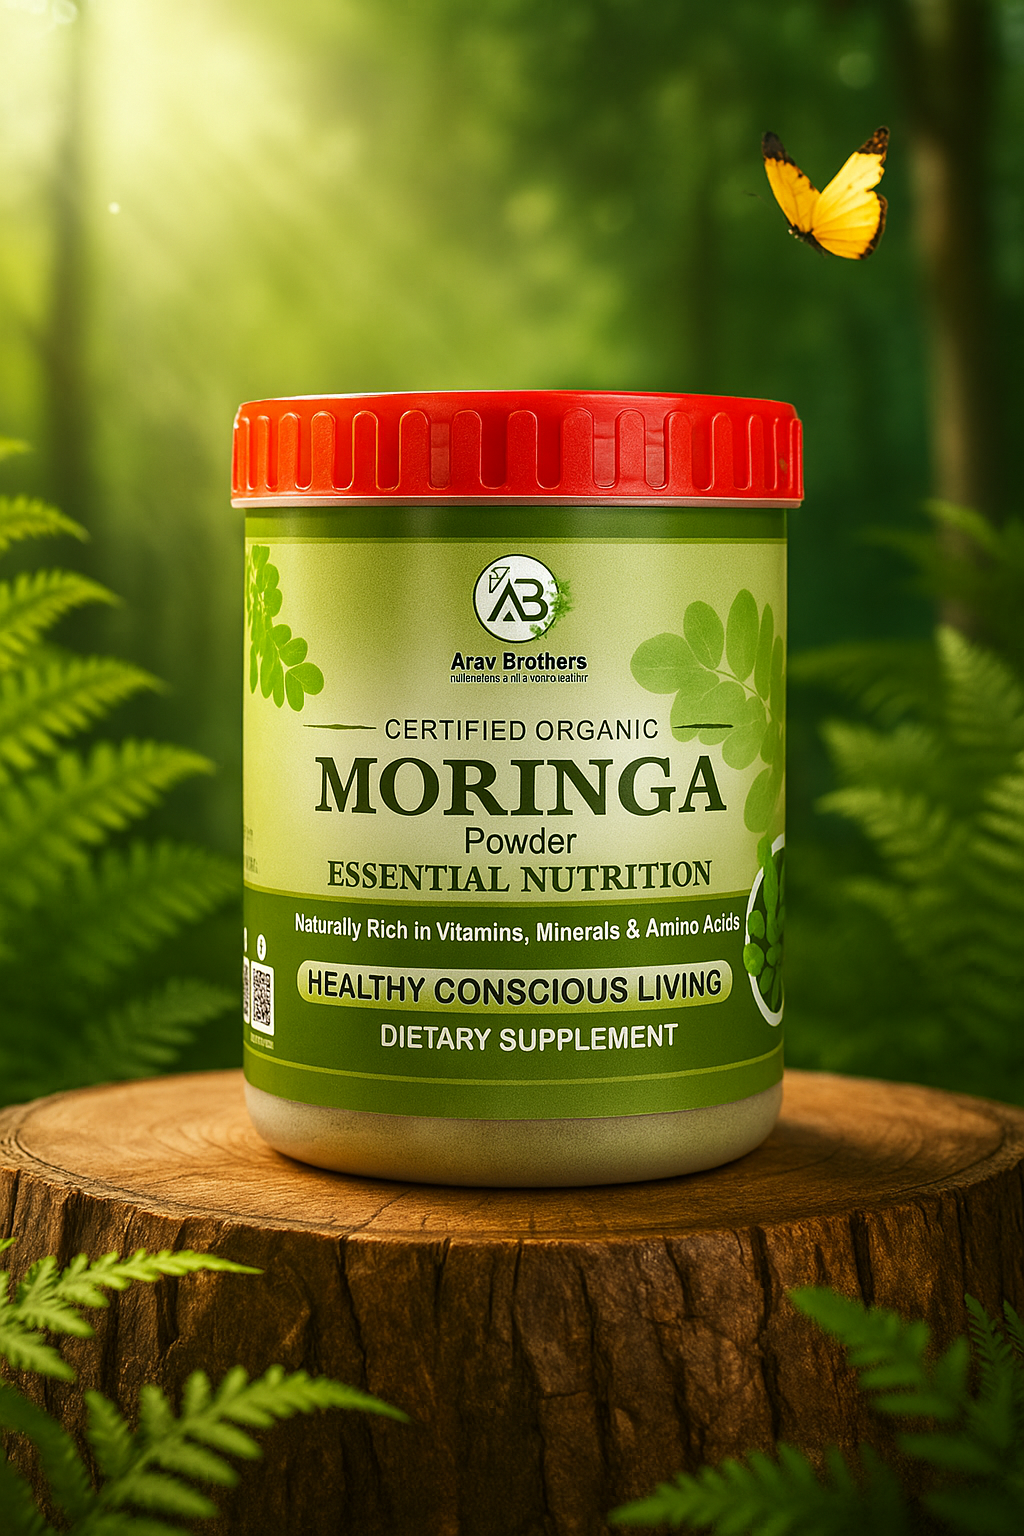 AB
Arav Brothers
CERTIFIED ORGANIC
MORINGA
Powder
ESSENTIAL NUTRITION
Naturally Rich in Vitamins, Minerals & Amino Acids
HEALTHY CONSCIOUS LIVING
DIETARY SUPPLEMENT